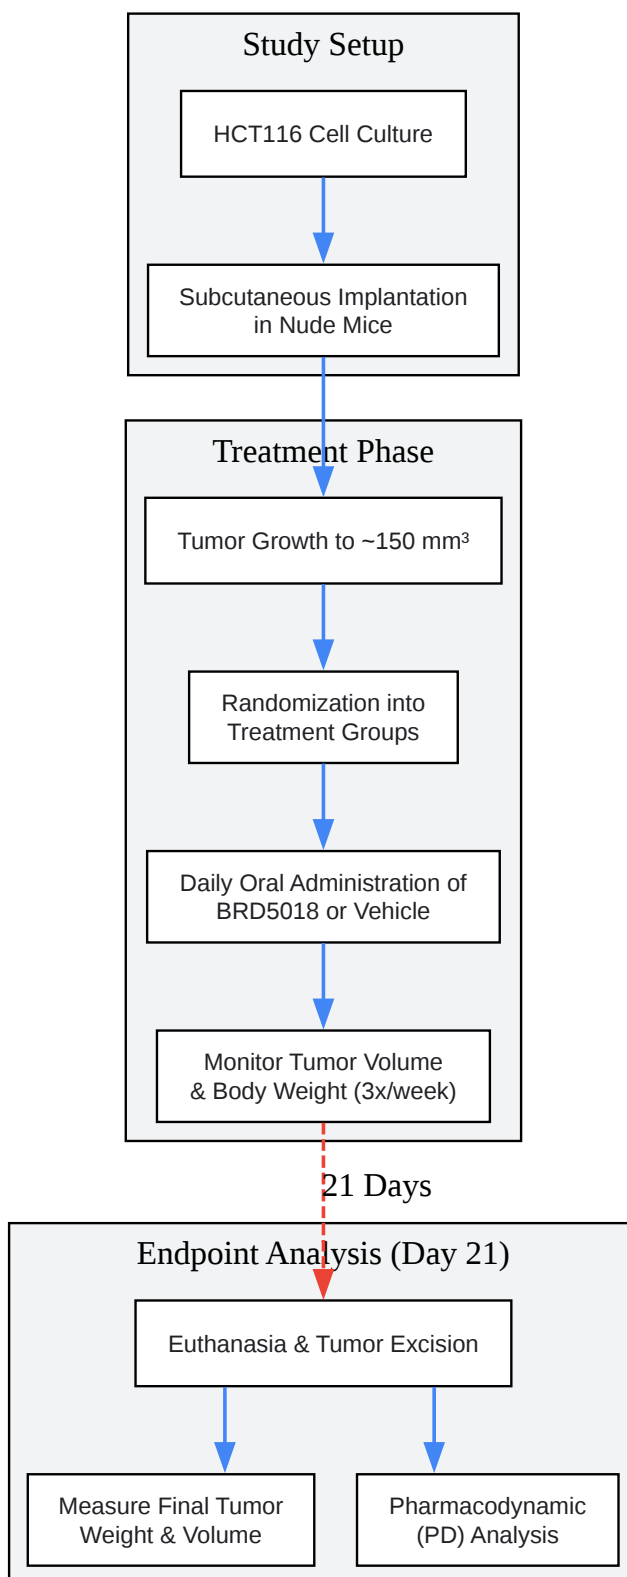 Study Setup
HCT116 Cell Culture
Subcutaneous Implantation
in Nude Mice
Treatment Phase
Tumor Growth to ~150 mm³
Randomization into
Treatment Groups
Daily Oral Administration of
BRD5018 or Vehicle
Monitor Tumor Volume
& Body Weight (3x/week)
21 Days
Endpoint Analysis (Day 21)
Euthanasia & Tumor Excision
Measure Final Tumor
Weight & Volume
Pharmacodynamic
(PD) Analysis